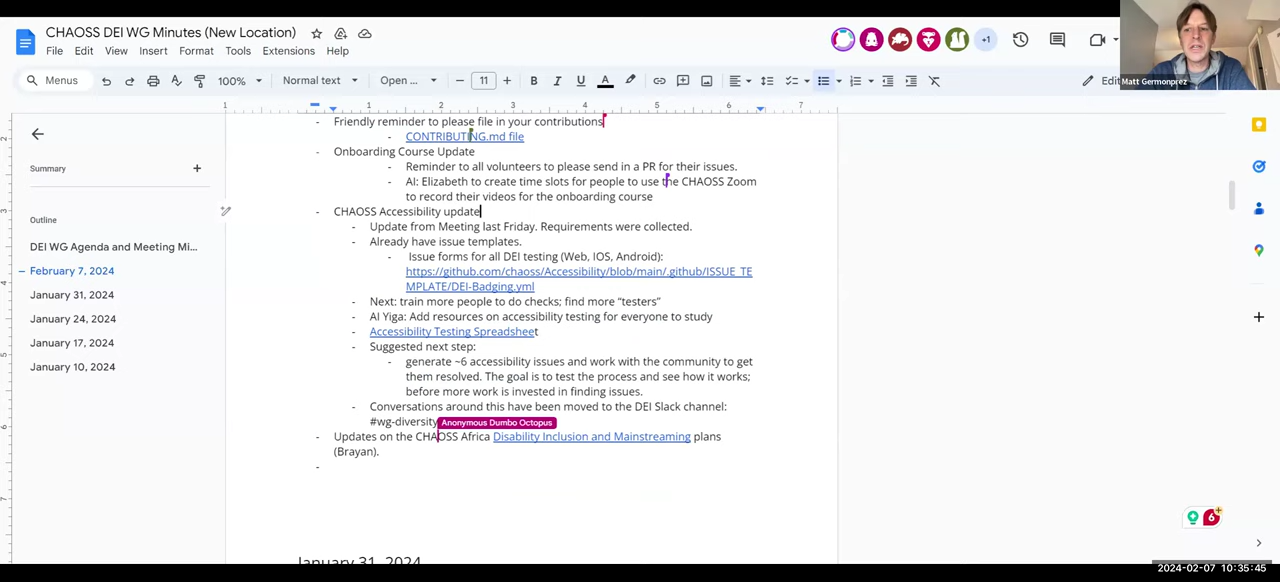 CHAOSS DEI WG Minutes (New Location)
File Edit View Insert Format Tools Extensions Help
+1
Matt Germonprez
Menus 100% Normal text Open ... 11 B I U A Edit
1 1 2 3 4 5 6 7
Summary
Outline
DEI WG Agenda and Meeting Mi...
February 7, 2024
January 31, 2024
January 24, 2024
January 17, 2024
January 10, 2024
- Friendly reminder to please file in your contributions
- CONTRIBUTING.md file
- Onboarding Course Update
- Reminder to all volunteers to please send in a PR for their issues.
- AI: Elizabeth to create time slots for people to use the CHAOSS Zoom
to record their videos for the onboarding course
- CHAOSS Accessibility update
- Update from Meeting last Friday. Requirements were collected.
- Already have issue templates.
- Issue forms for all DEI testing (Web, IOS, Android):
https://github.com/chaoss/Accessibility/blob/main/.github/ISSUE_TE
MPLATE/DEI-Badging.yml
- Next: train more people to do checks; find more “testers”
- AI Yiga: Add resources on accessibility testing for everyone to study
- Accessibility Testing Spreadsheet
- Suggested next step:
- generate ~6 accessibility issues and work with the community to get
them resolved. The goal is to test the process and see how it works;
before more work is invested in finding issues.
- Conversations around this have been moved to the DEI Slack channel:
#wg-diversity
Anonymous Dumbo Octopus
- Updates on the CHAOSS Africa Disability Inclusion and Mainstreaming plans
(Brayan).
-
January 31, 2024
6
2024-02-07 10:35:45